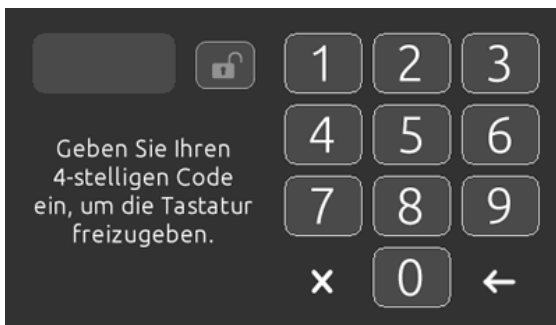 1 2 3
4 5 6
7 8 9
0
Geben Sie Ihren
4-stelligen Code
ein, um die Tastatur
freizugeben.